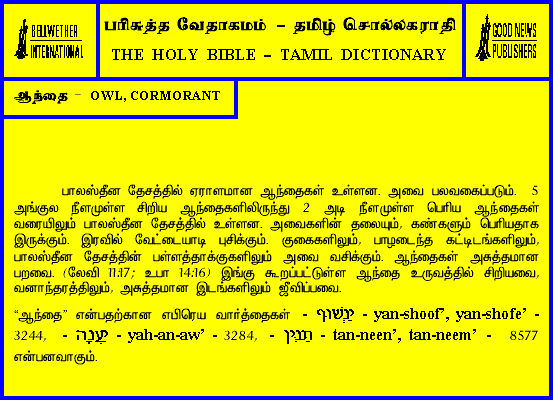 BELLWETHER
INTERNATIONAL
பரிசுத்த வேதாகமம் – தமிழ் சொல்லகராதி
THE HOLY BIBLE – TAMIL DICTIONARY
GOOD NEWS
PUBLISHERS
ஆந்தை – OWL, CORMORANT
பாலஸ்தீன தேசத்தில் ஏராளமான ஆந்தைகள் உள்ளன. அவை பலவகைப்படும். 5
அங்குல நீளமுள்ள சிறிய ஆந்தைகளிலிருந்து 2 அடி நீளமுள்ள பெரிய ஆந்தைகள்
வரையிலும் பாலஸ்தீன தேசத்தில் உள்ளன. அவைகளின் தலையும், கண்களும் பெரியதாக
இருக்கும். இரவில் வேட்டையாடி புசிக்கும். குகைகளிலும், பாழடைந்த கட்டிடங்களிலும்,
பாலஸ்தீன தேசத்தின் பள்ளத்தாக்குகளிலும் அவை வசிக்கும். ஆந்தைகள் அசுத்தமான
பறவை. (லேவி 11:17; உபா 14:16) இங்கு கூறப்பட்டுள்ள ஆந்தை உருவத்தில் சிறியவை,
வனாந்தரத்திலும், அசுத்தமான இடங்களிலும் ஜீவிப்பவை.
“ஆந்தை” என்பதற்கான எபிரெய வார்த்தைகள் - יַנְשׁוּף - yan-shoof’, yan-shofe’ -
3244, - יַעֲנָה - yah-an-aw’ - 3284, - תַּנִּין - tan-neen’, tan-neem’ - 8577
என்பனவாகும்.